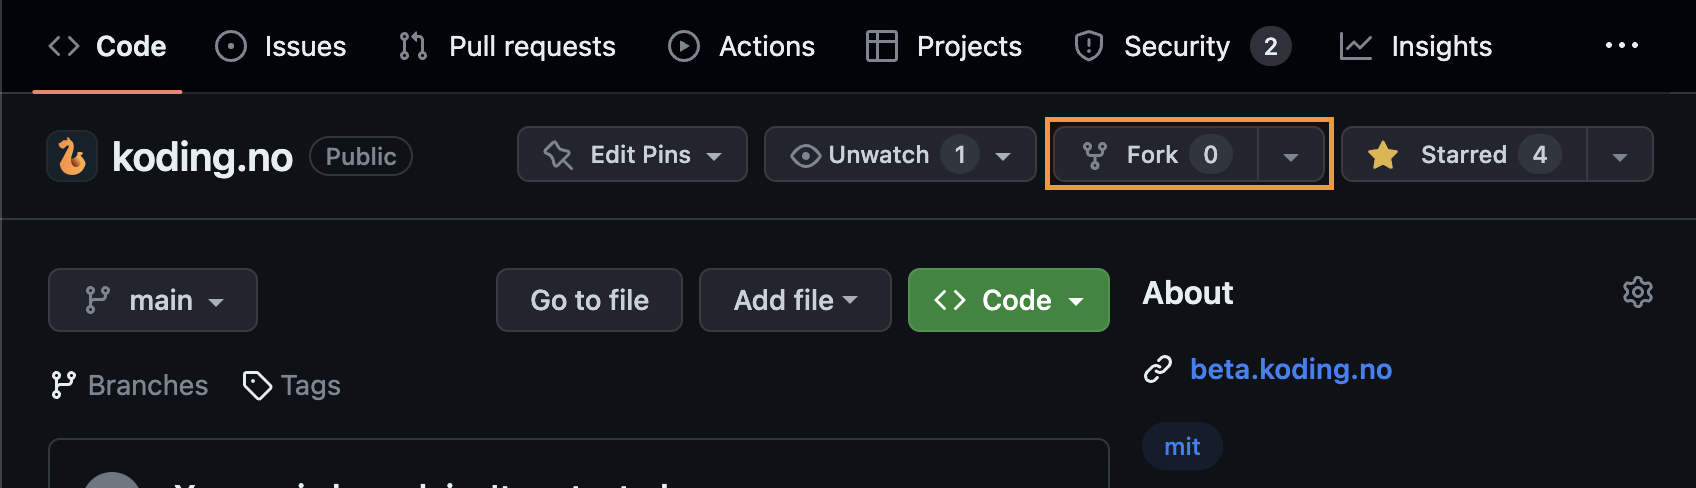 Code Issues Pull requests Actions Projects Security 2 Insights
koding.no Public Edit Pins Unwatch 1 Fork 0 Starred 4
main Go to file Add file Code About
Branches Tags beta.koding.no
mit